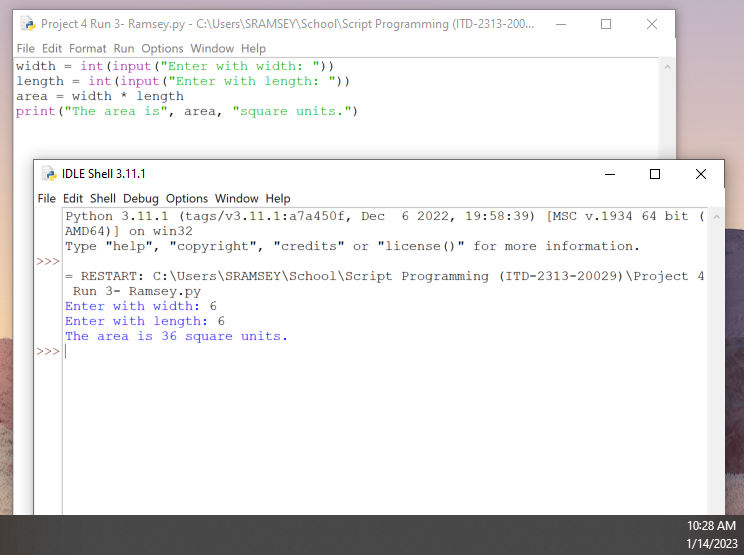 Project 4 Run 3- Ramsey.py - C:\Users\SRAMSEY\School\Script Programming (ITD-2313-200...
File Edit Format Run Options Window Help
width = int(input("Enter with width: "))
length = int(input("Enter with length: "))
area = width * length
print("The area is", area, "square units.")
IDLE Shell 3.11.1
File Edit Shell Debug Options Window Help
Python 3.11.1 (tags/v3.11.1:a7a450f, Dec  6 2022, 19:58:39) [MSC v.1934 64 bit (
AMD64)] on win32
Type "help", "copyright", "credits" or "license()" for more information.
>>>
= RESTART: C:\Users\SRAMSEY\School\Script Programming (ITD-2313-20029)\Project 4
 Run 3- Ramsey.py
Enter with width: 6
Enter with length: 6
The area is 36 square units.
>>>
10:28 AM
1/14/2023